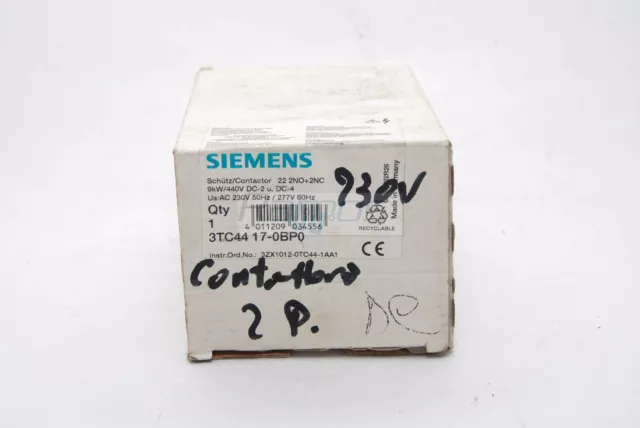 SIEMENS
Schütz/Contactor 22 2NO+2NC
9kW/440V DC-2 u. DC-4
Us:AC 230V 50Hz / 277V 60Hz
Qty
1
4 011209 034556
3TC44 17-0BP0
Instr.Ord.No.: 3ZX1012-0TC44-1AA1
230V
RECYCLABLE
Made in Germany
CE
2 P.
DC